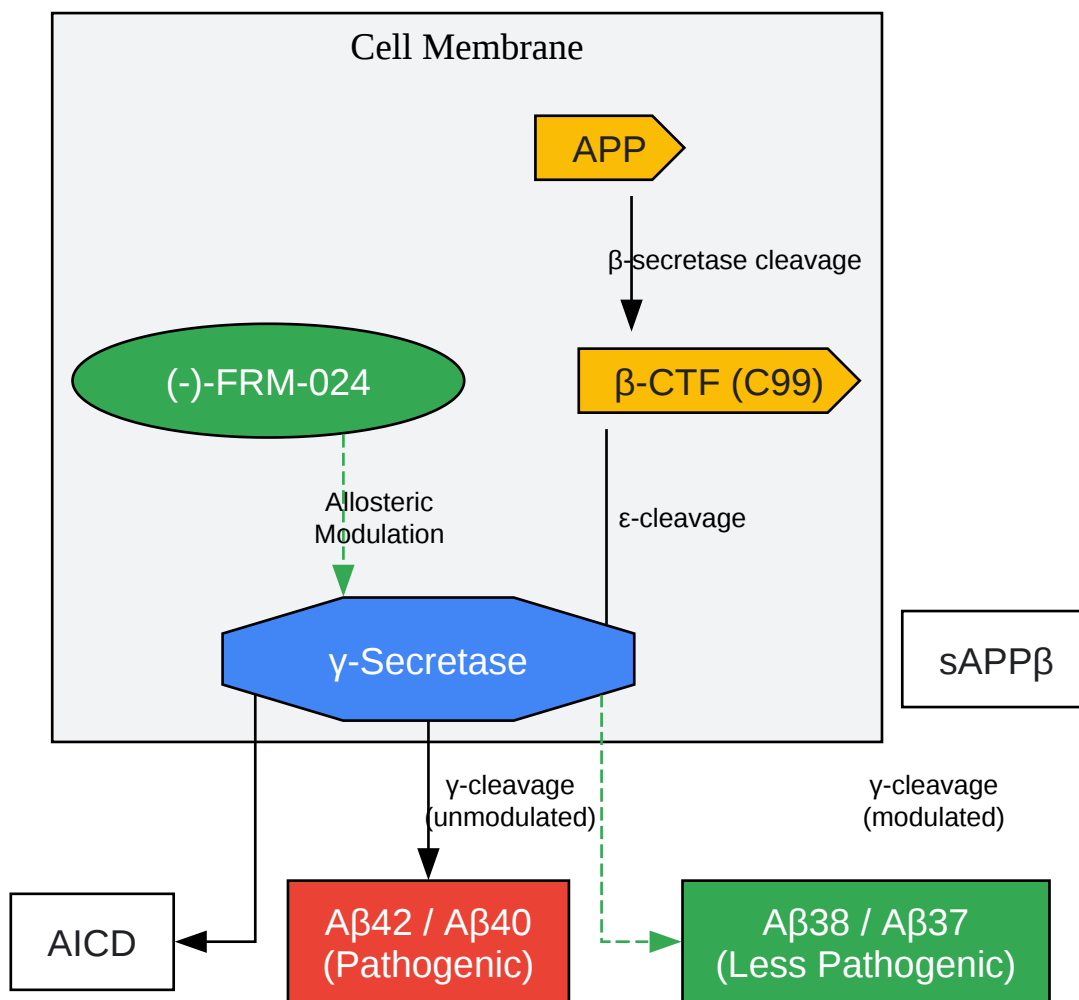 Cell Membrane
APP
β-secretase cleavage
(-)-FRM-024
β-CTF (C99)
Allosteric
Modulation
ε-cleavage
γ-Secretase
sAPPβ
γ-cleavage
(unmodulated)
γ-cleavage
(modulated)
AICD
Aβ42 / Aβ40
(Pathogenic)
Aβ38 / Aβ37
(Less Pathogenic)